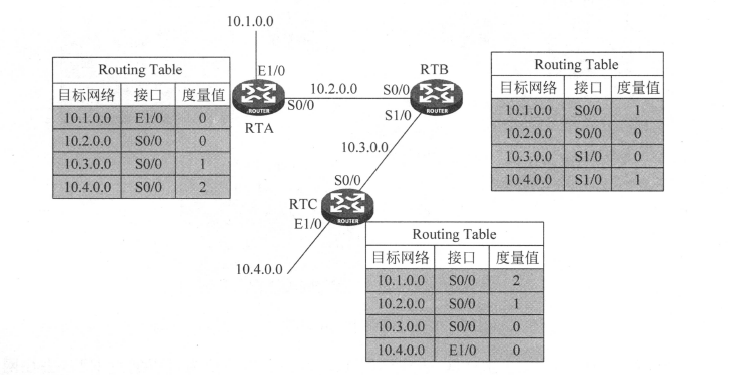 10.1.0.0
Routing Table
目标网络 接口 度量值
10.1.0.0 E1/0 0
10.2.0.0 S0/0 0
10.3.0.0 S0/0 1
10.4.0.0 S0/0 2
E1/0
ROUTER
S0/0
RTA
10.2.0.0
RTB
S0/0
ROUTER
S1/0
Routing Table
目标网络 接口 度量值
10.1.0.0 S0/0 1
10.2.0.0 S0/0 0
10.3.0.0 S1/0 0
10.4.0.0 S1/0 1
10.3.0.0
S0/0
RTC
ROUTER
E1/0
10.4.0.0
Routing Table
目标网络 接口 度量值
10.1.0.0 S0/0 2
10.2.0.0 S0/0 1
10.3.0.0 S0/0 0
10.4.0.0 E1/0 0